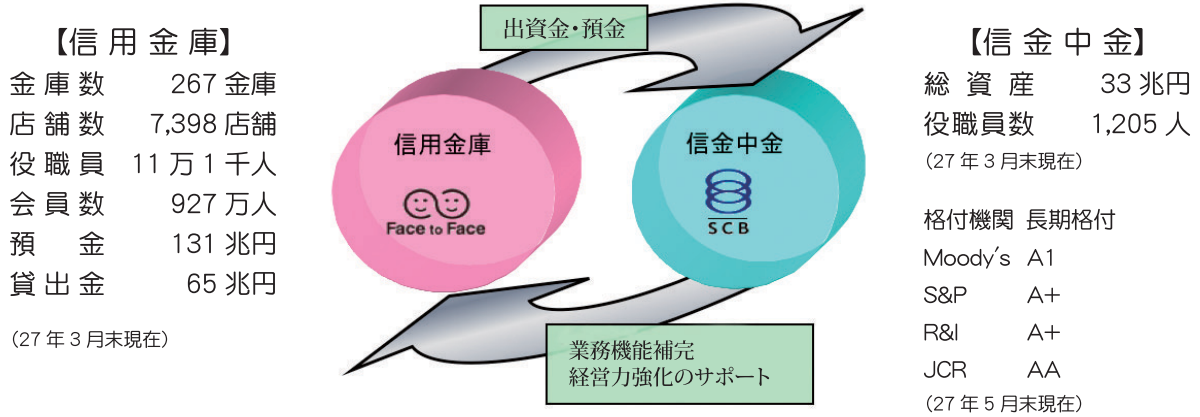 【信用金庫】
金庫数 267金庫
店舗数 7,398店舗
役職員 11万1千人
会員数 927万人
預金 131兆円
貸出金 65兆円
(27年3月末現在)
出資金・預金
信用金庫
Face to Face
信金中金
SCB
業務機能補完
経営力強化のサポート
【信金中金】
総資産 33兆円
役職員数 1,205人
(27年3月末現在)
格付機関 長期格付
Moody's A1
S&P A+
R&I A+
JCR AA
(27年5月末現在)